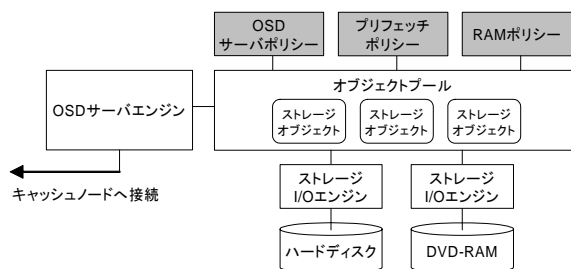 OSD
サーバポリシー
プリフェッチ
ポリシー
RAMポリシー
オブジェクトプール
OSDサーバエンジン
ストレージ
オブジェクト
ストレージ
オブジェクト
ストレージ
オブジェクト
キャッシュノードへ接続
ストレージ
I/Oエンジン
ストレージ
I/Oエンジン
ハードディスク
DVD-RAM